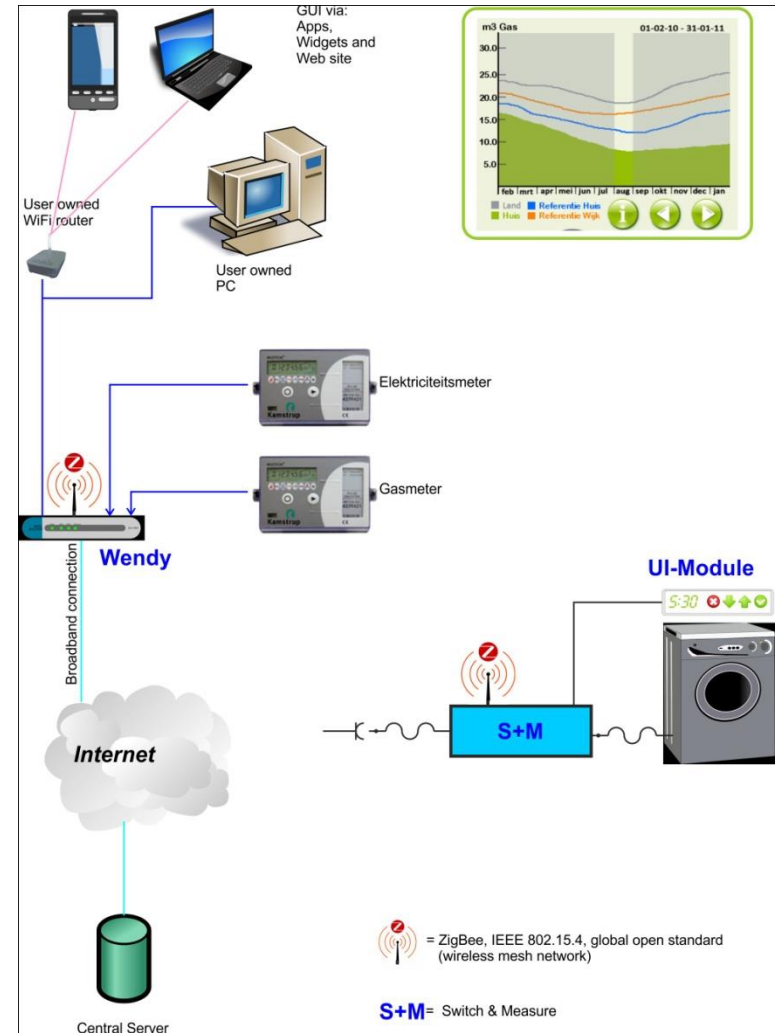 GUI via:
Apps,
Widgets and
Web site
m3 Gas
01-02-10 - 31-01-11
30.0
25.0
20.0
15.0
10.0
5.0
feb mrt apr mei jun jul aug sep okt nov dec jan
Land
Referentie Huis
Huis
Referentie Wijk
User owned
WiFi router
User owned
PC
Elektriciteitsmeter
Kamstrup
Gasmeter
Kamstrup
Z
Wendy
Broadband connection
UI-Module
5:30
Z
S+M
Internet
Z
= ZigBee, IEEE 802.15.4, global open standard
(wireless mesh network)
S+M= Switch & Measure
Central Server